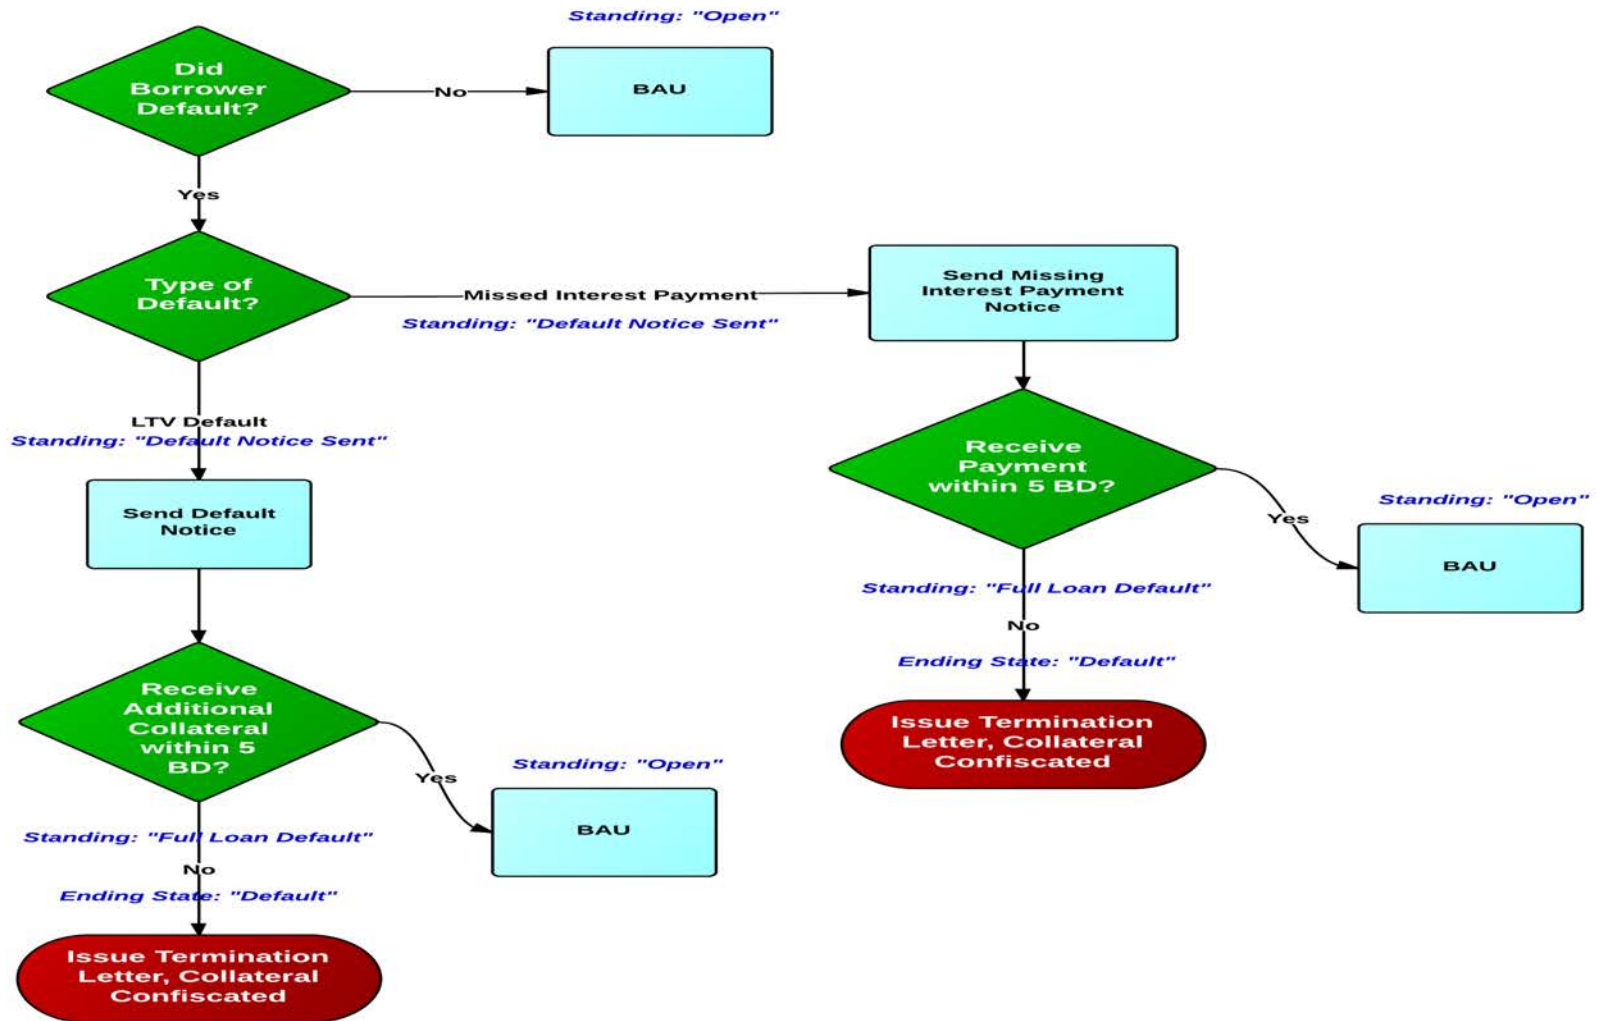 Standing: "Open"
Did
Borrower
Default?
No
BAU
Yes
Type of
Default?
Missed Interest Payment
Standing: "Default Notice Sent"
Send Missing
Interest Payment
Notice
LTV Default
Standing: "Default Notice Sent"
Send Default
Notice
Receive
Payment
within 5 BD?
Yes
Standing: "Open"
BAU
Standing: "Full Loan Default"
No
Ending State: "Default"
Issue Termination
Letter, Collateral
Confiscated
Receive
Additional
Collateral
within 5
BD?
Yes
Standing: "Open"
BAU
Standing: "Full Loan Default"
No
Ending State: "Default"
Issue Termination
Letter, Collateral
Confiscated